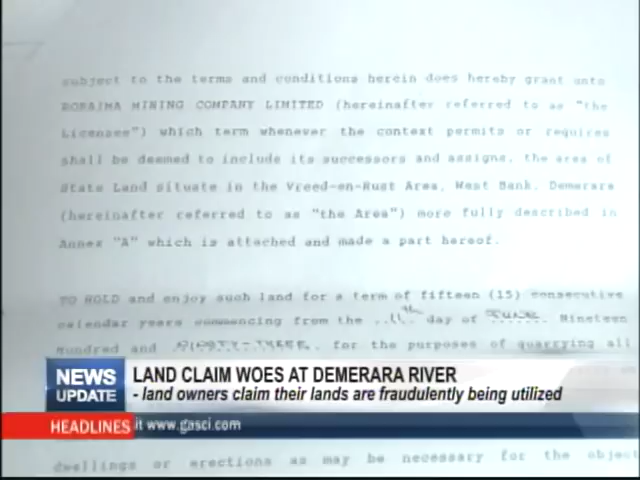 subject to the terms and conditions herein does hereby grant unto
RORAIMA MINING COMPANY LIMITED (hereinafter referred to as "the
Licensee") which term whenever the context permits or requires
shall be deemed to include its successors and assigns, the area of
State Land situate in the Vreed-en-Rust Area, West Bank, Demerara
(hereinafter referred to as "the Area") more fully described in
Annex "A" which is attached and made a part hereof.
TO HOLD and enjoy such land for a term of fifteen (15) consecutive
calendar years commencing from the ..11th.. day of JUNE Nineteen
Hundred and for the purposes of quarrying all
NEWS UPDATE
LAND CLAIM WOES AT DEMERARA RIVER
- land owners claim their lands are fraudulently being utilized
HEADLINES it www.gasci.com
dwellings or erections as may be necessary for the object